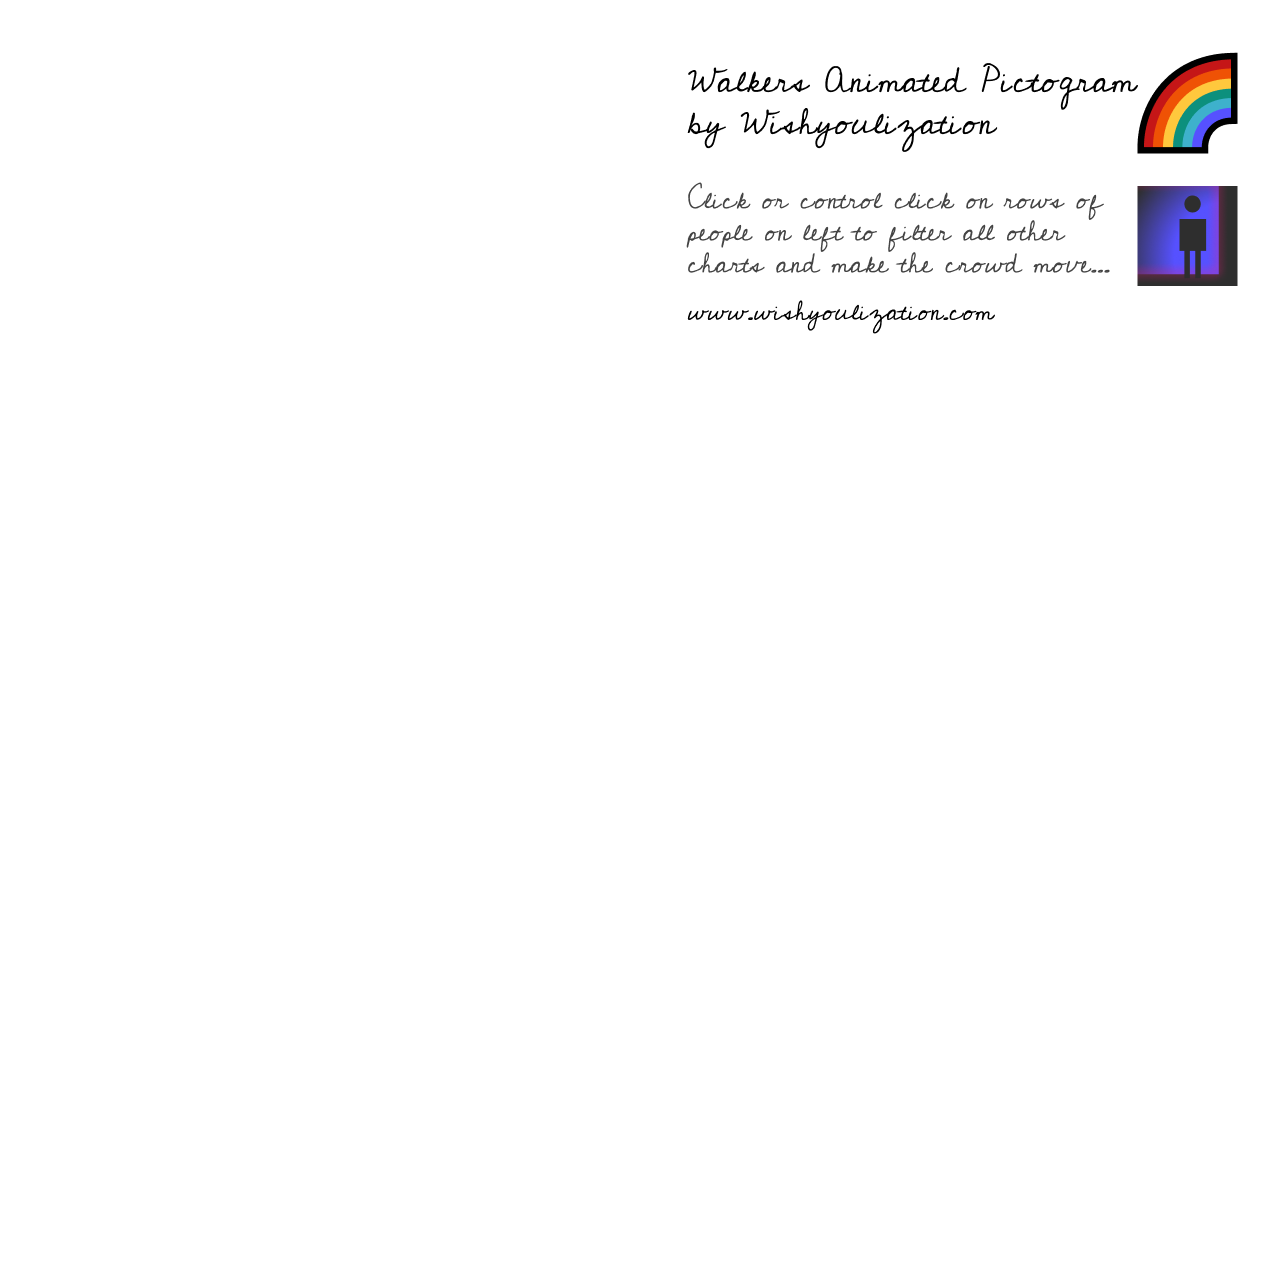 Walkers Animated Pictogram
by Wishyoulization
Click or control click on rows of
people on left to filter all other
charts and make the crowd move...
www.wishyoulization.com